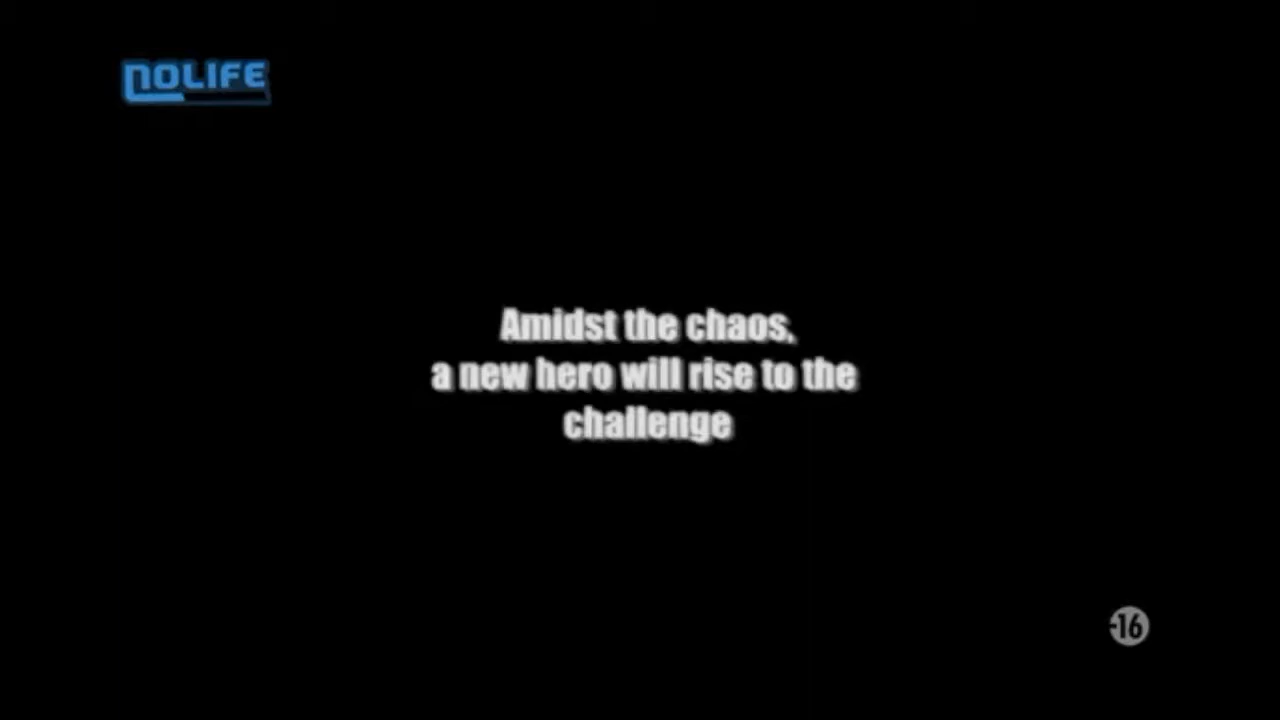 NOLIFE
Amidst the chaos,
a new hero will rise to the
challenge
-16